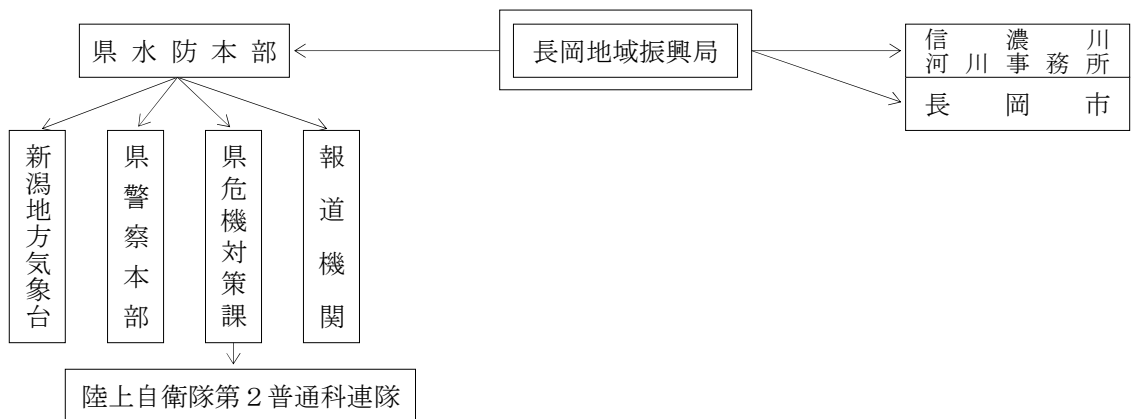 県水防本部
長岡地域振興局
信濃川
河川事務所
長岡市
新潟地方気象台
県警察本部
県危機対策課
報道機関
陸上自衛隊第２普通科連隊